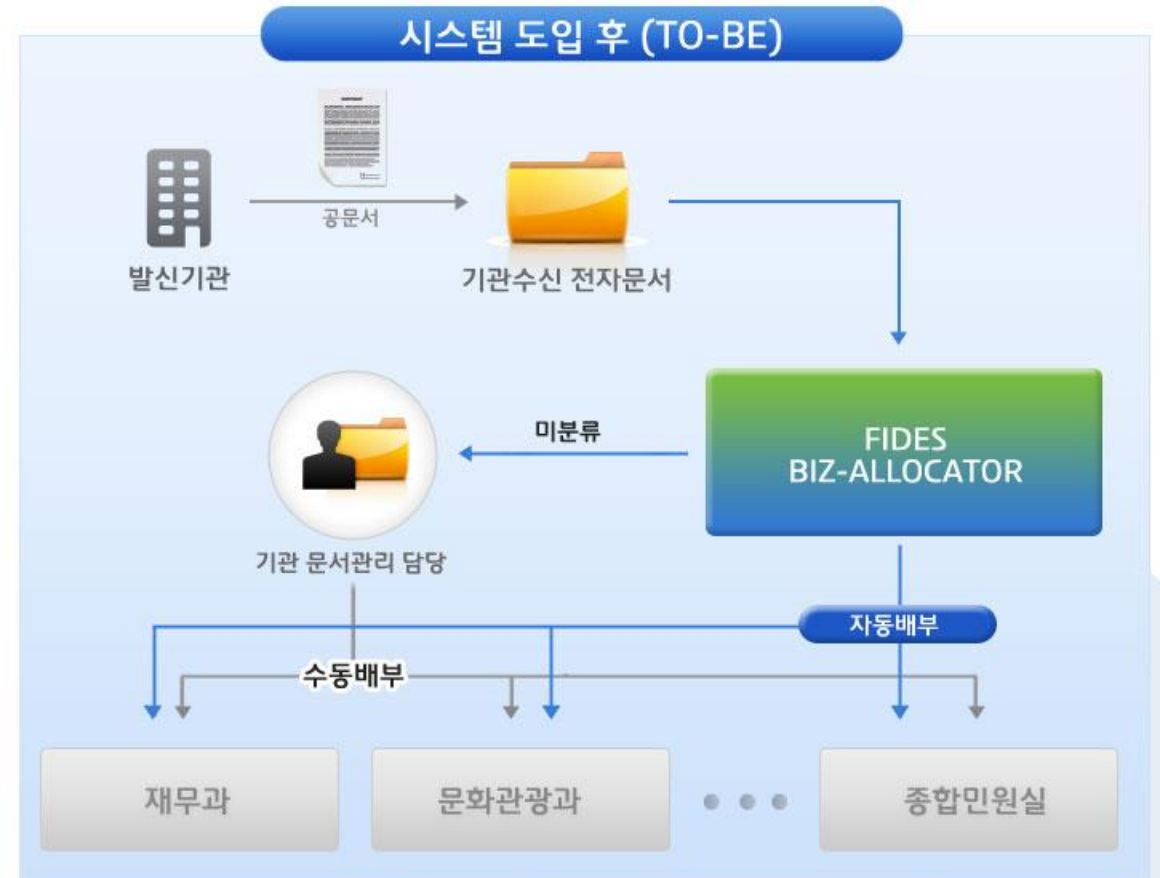 시스템 도입 후 (TO-BE)
공문서
발신기관
기관수신 전자문서
미분류
FIDES
BIZ-ALLOCATOR
기관 문서관리 담당
자동배부
수동배부
재무과
문화관광과
종합민원실